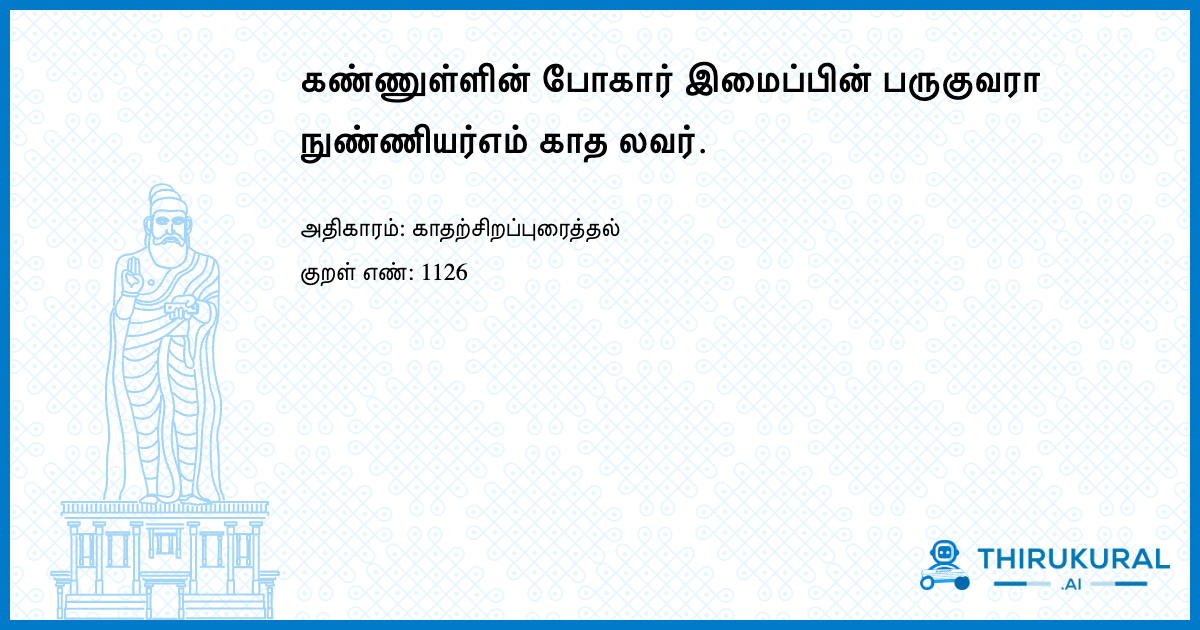 கண்ணுள்ளின் போகார் இமைப்பின் பருகுவரா
நுண்ணியர்எம் காத லவர்.
அதிகாரம்: காதற்சிறப்புரைத்தல்
குறள் எண்: 1126
THIRUKURAL
.AI